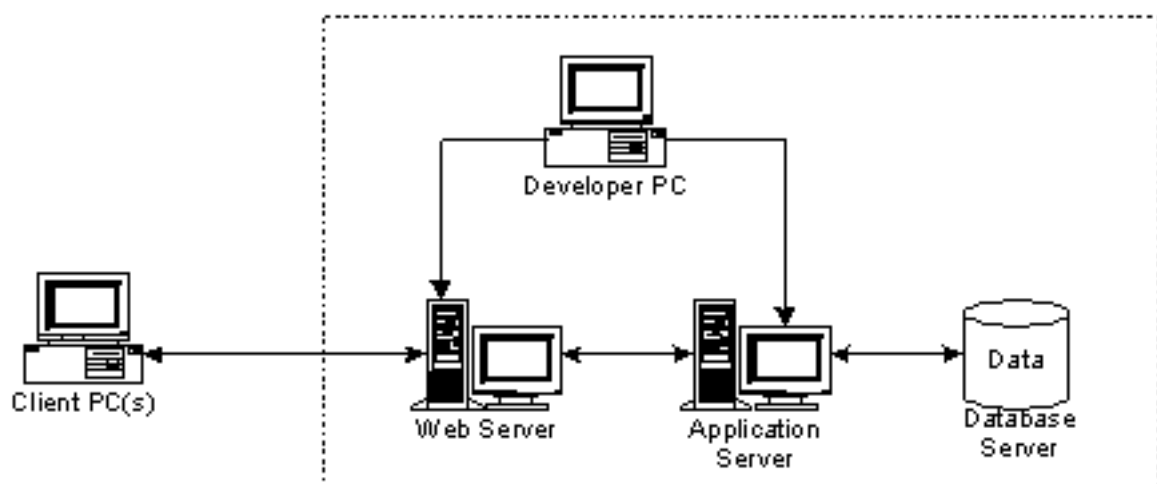 Developer PC
Client PC(s)
Web Server
Application
Server
Data
Database
Server